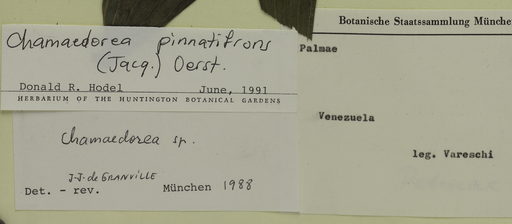 Chamaedorea pinnatifrons
(Jacq.) Oerst.
Donald R. Hodel June, 1991
HERBARIUM OF THE HUNTINGTON BOTANICAL GARDENS
Chamaedorea sp.
J-J. de GRANVILLE
Det. - rev. München 1988
Botanische Staatssammlung Münche
Palmae
Venezuela
leg. Vareschi